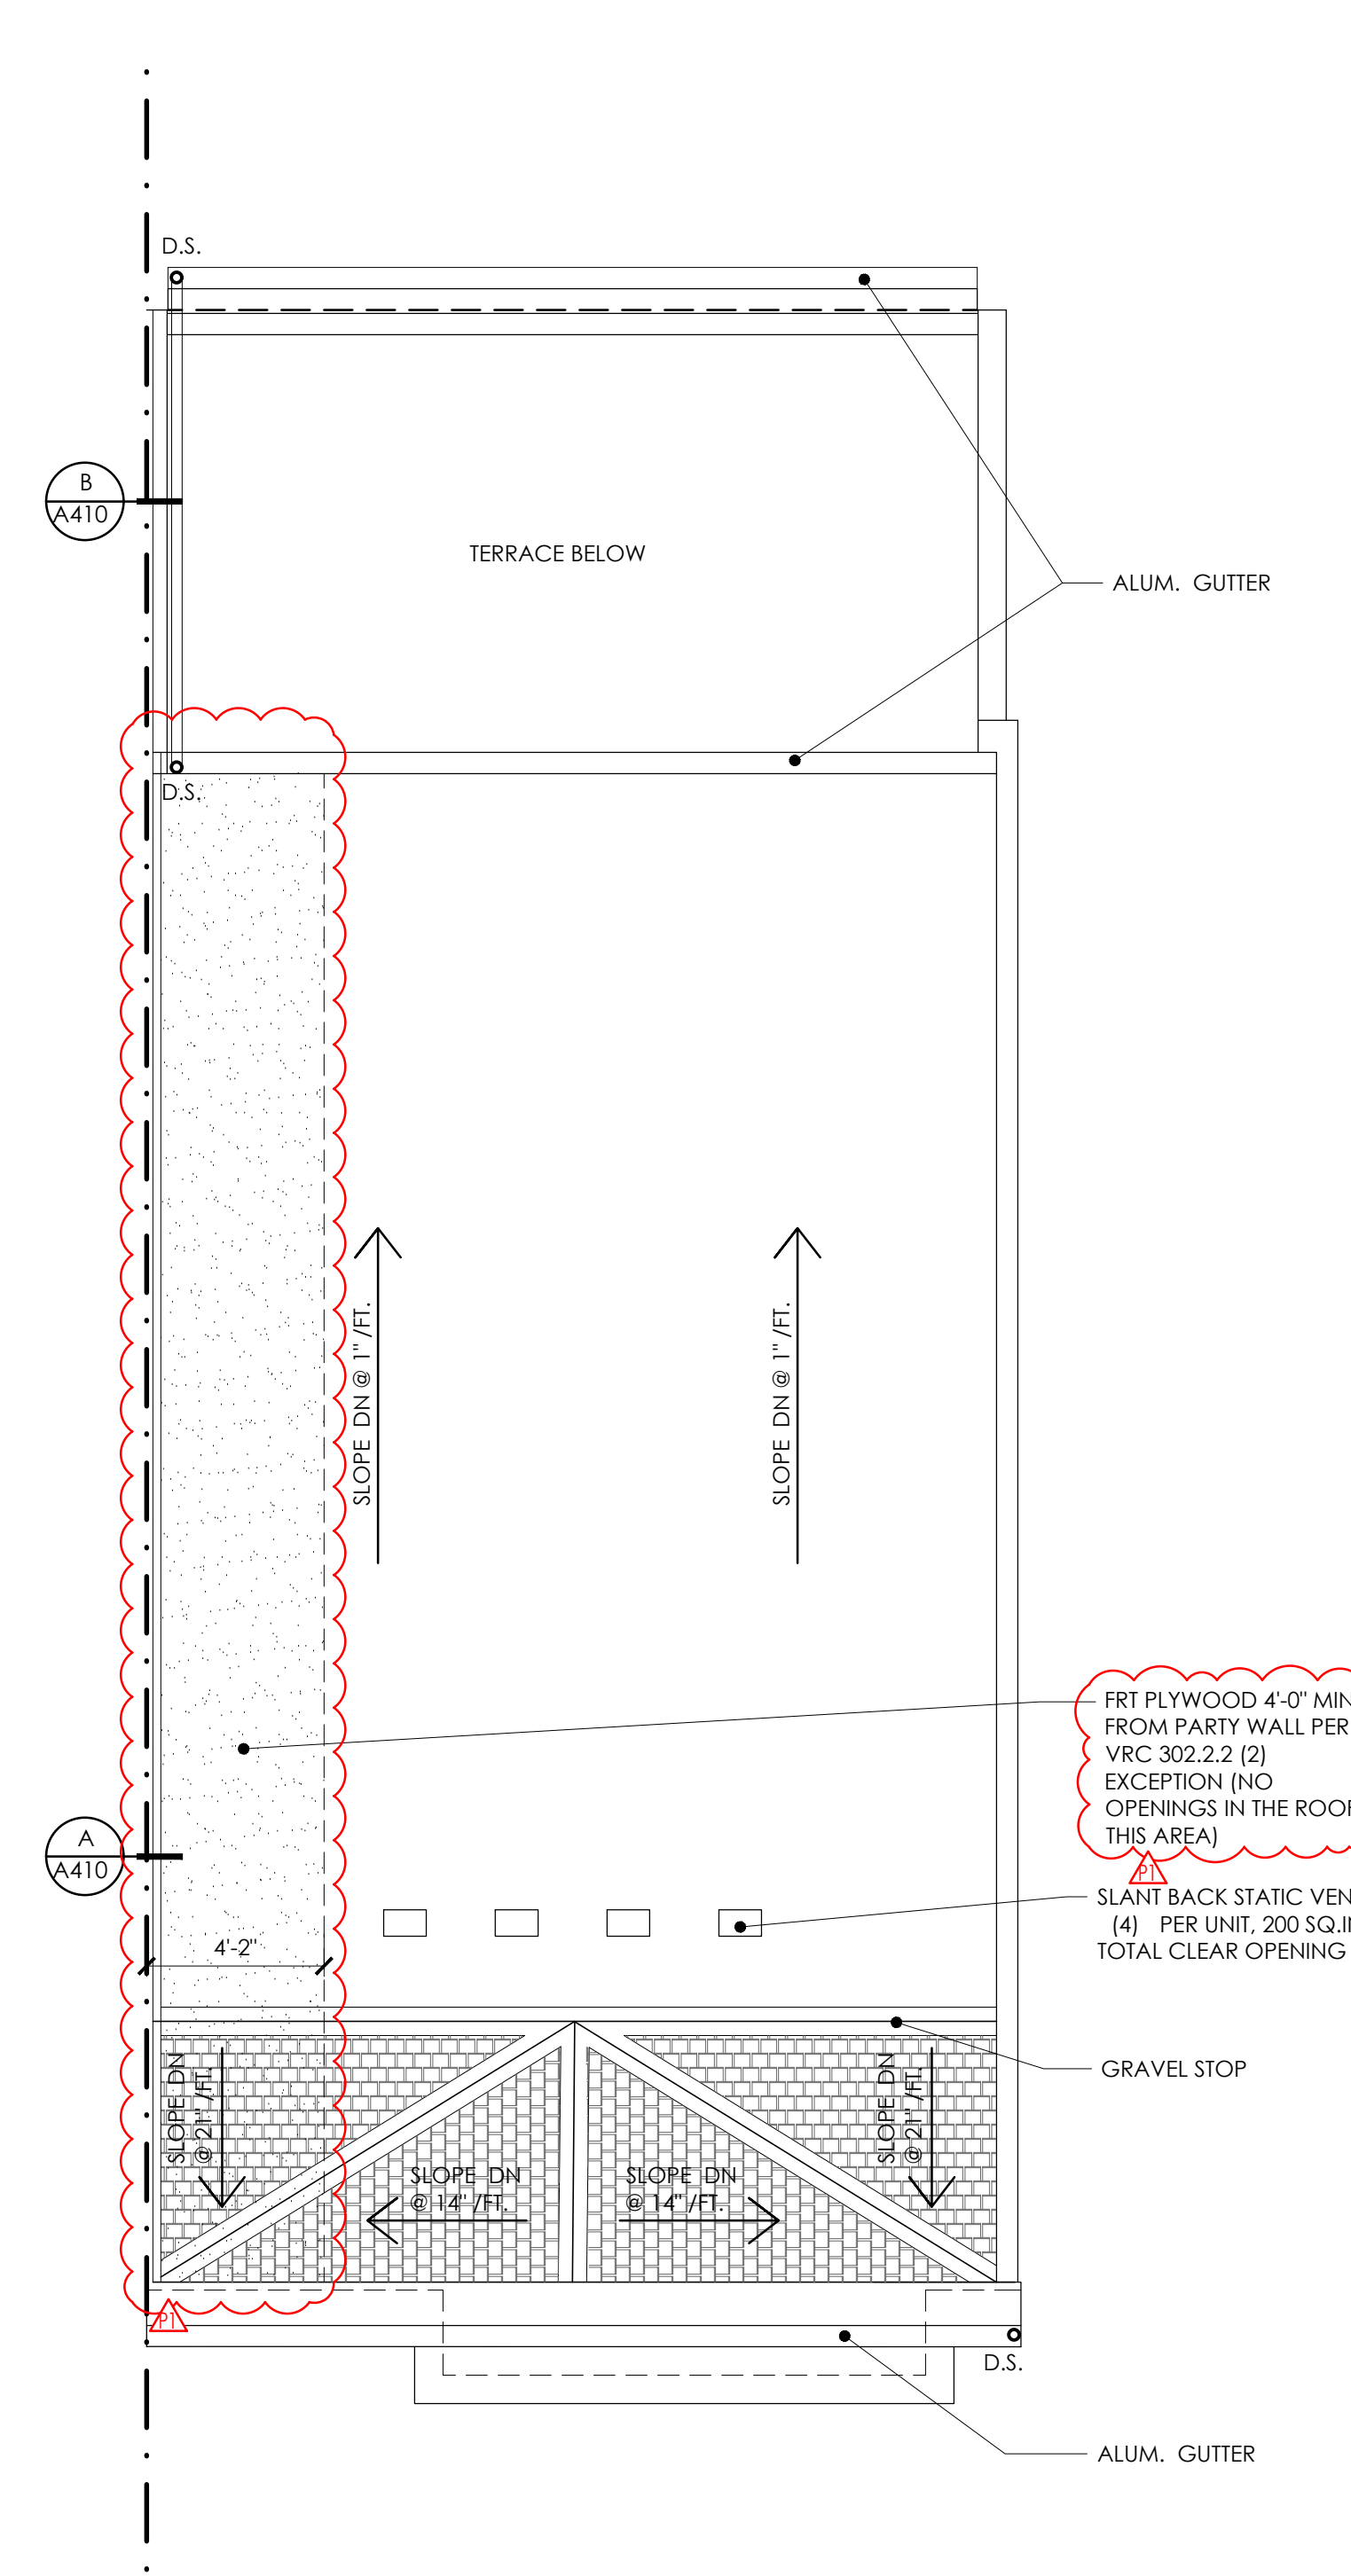 D.S.
B
A410
TERRACE BELOW
ALUM. GUTTER
D.S.
SLOPE DN @ 1" /FT.
SLOPE DN @ 1" /FT.
FRT PLYWOOD 4'-0" MIN
FROM PARTY WALL PER
VRC 302.2.2 (2)
EXCEPTION (NO
OPENINGS IN THE ROOF
THIS AREA)
P1
A
A410
SLANT BACK STATIC VEN
(4) PER UNIT, 200 SQ.IN
TOTAL CLEAR OPENING
4'-2"
GRAVEL STOP
SLOPE DN
@ 21" /FT.
SLOPE DN
@ 21" /FT.
SLOPE DN
@ 14" /FT.
SLOPE DN
@ 14" /FT.
P1
D.S.
ALUM. GUTTER